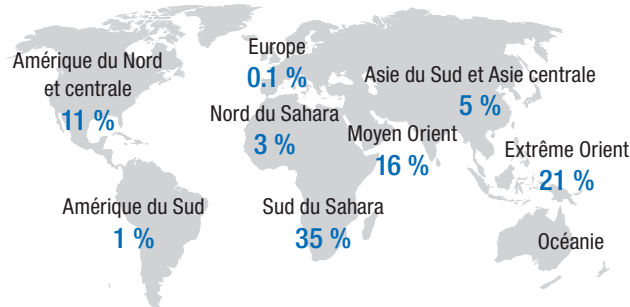 Amérique du Nord
et centrale
11 %
Europe
0.1 %
Asie du Sud et Asie centrale
5 %
Nord du Sahara
3 %
Moyen Orient
16 %
Extrême Orient
21 %
Amérique du Sud
1 %
Sud du Sahara
35 %
Océanie